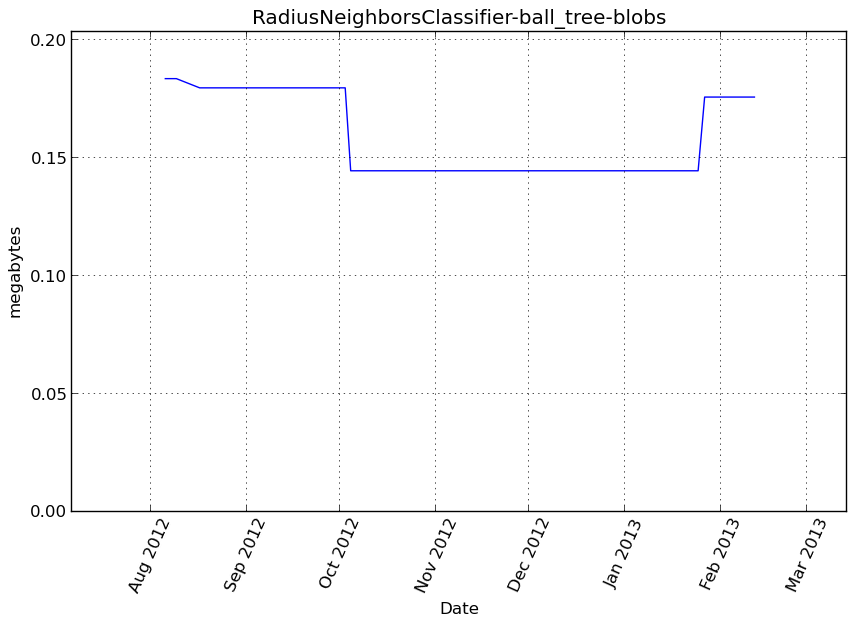 RadiusNeighborsClassifier-ball_tree-blobs
0.20
0.15
0.10
0.05
0.00
megabytes
Aug 2012
Sep 2012
Oct 2012
Nov 2012
Dec 2012
Jan 2013
Feb 2013
Mar 2013
Date